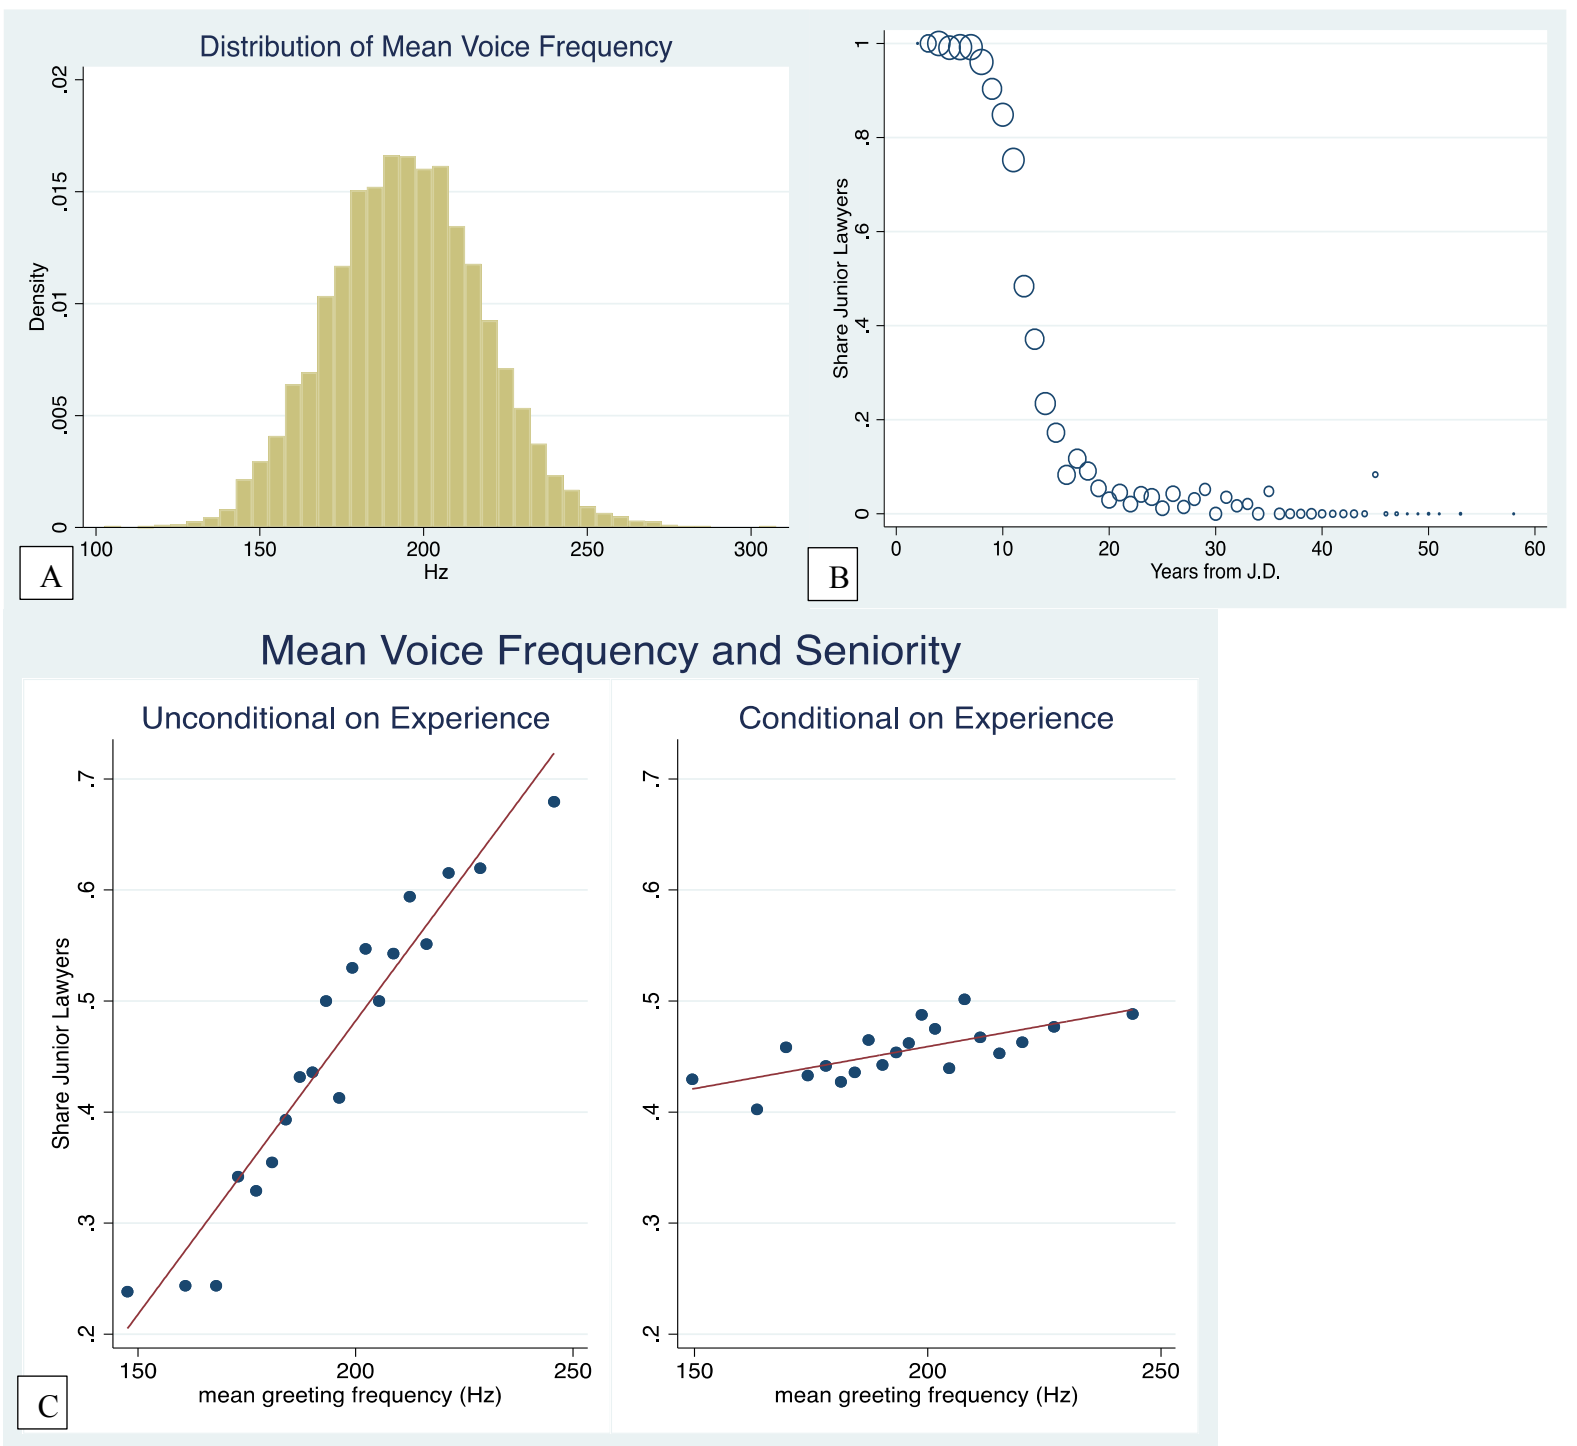 Distribution of Mean Voice Frequency
.02
.015
.01
.005
0
Density
100 150 200 250 300
Hz
A
1
.8
.6
.4
.2
0
Share Junior Lawyers
0 10 20 30 40 50 60
Years from J.D.
B
Mean Voice Frequency and Seniority
Unconditional on Experience
.7
.6
.5
.4
.3
.2
Share Junior Lawyers
150 200 250
mean greeting frequency (Hz)
Conditional on Experience
.7
.6
.5
.4
.3
.2
150 200 250
mean greeting frequency (Hz)
C